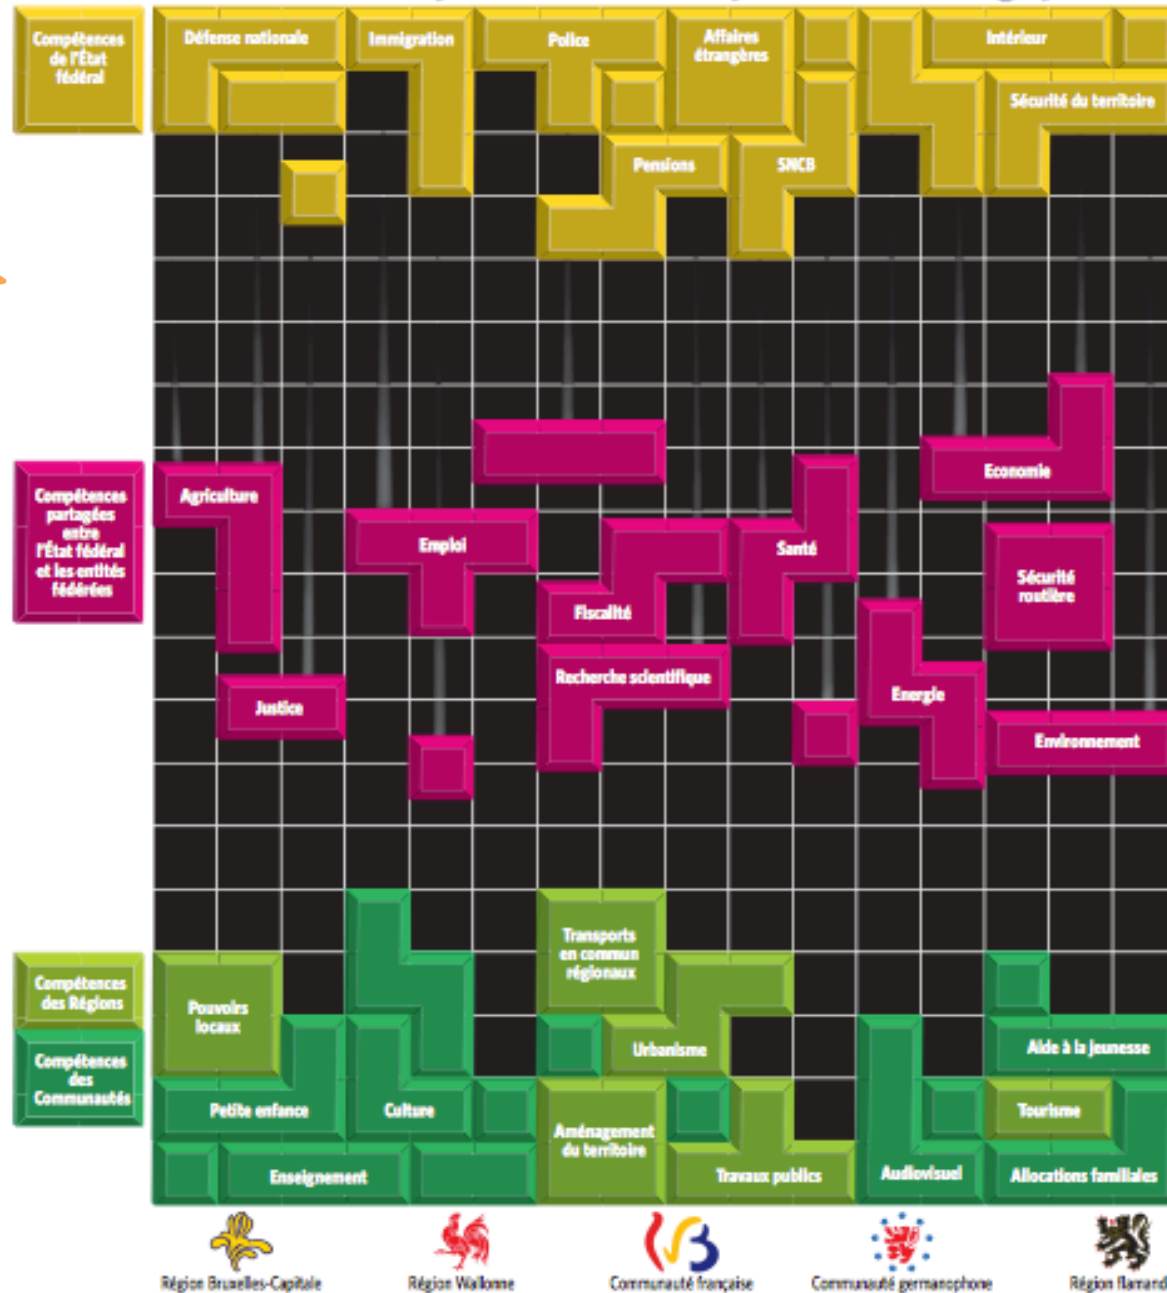 Compétences
de l'État
fédéral
Défense nationale
Immigration
Police
Affaires
étrangères
Intérieur
Sécurité du territoire
Pensions
SNCB
Compétences
partagées
entre
l'État fédéral
et les entités
fédérées
Agriculture
Emploi
Santé
Economie
Fiscalité
Sécurité
routière
Recherche scientifique
Justice
Energie
Environnement
Compétences
des Régions
Compétences
des
Communautés
Pouvoirs
locaux
Transports
en commun
régionaux
Urbanisme
Aide à la jeunesse
Petite enfance
Culture
Aménagement
du territoire
Tourisme
Enseignement
Travaux publics
Audiovisuel
Allocations familiales
Région Bruxelles-Capitale
Région Wallonne
Communauté française
Communauté germanophone
Région flamand